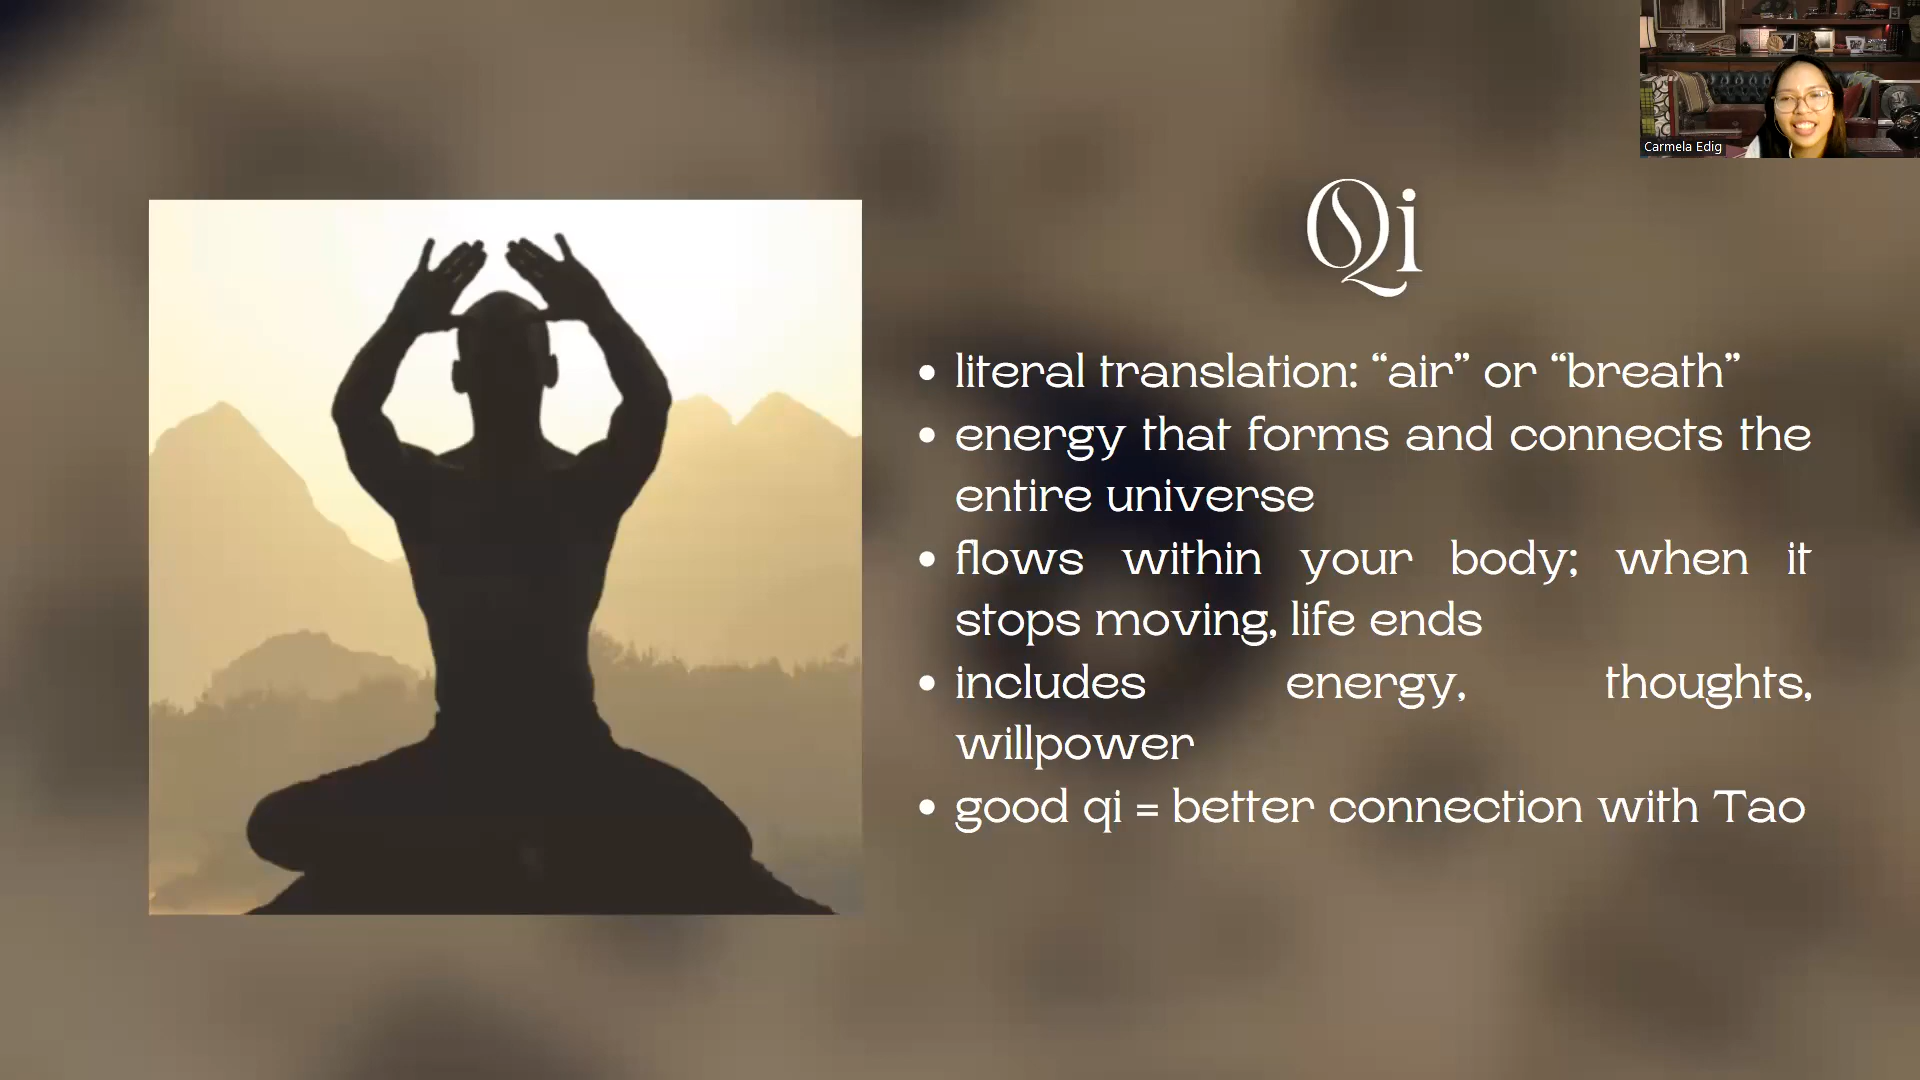 Carmela Edig
Qi
• literal translation: “air” or “breath”
• energy that forms and connects the
entire universe
• flows within your body; when it
stops moving, life ends
• includes energy, thoughts,
willpower
• good qi = better connection with Tao